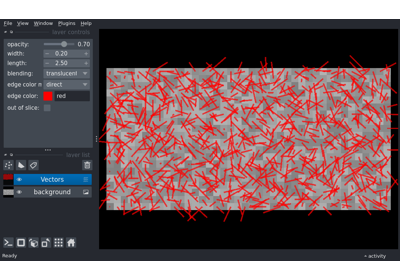 File View Window Plugins Help
layer controls
opacity: 0.70
width: 0.20
length: 2.50
blending: translucent
edge color m direct
edge color: red
out of slice:
layer list
Vectors
background
Ready
activity